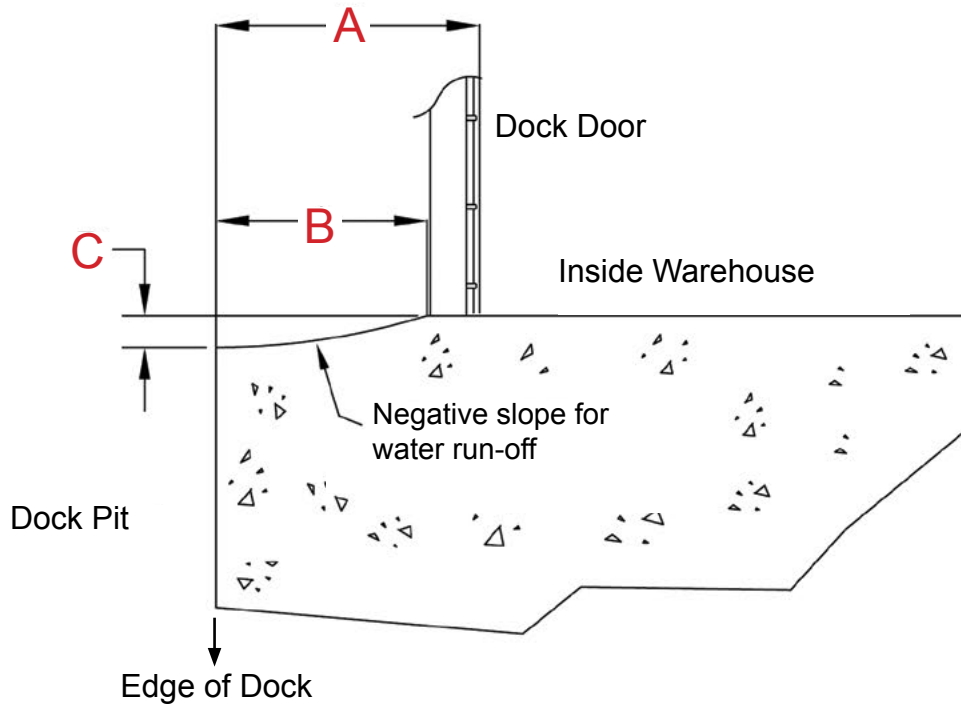 A
Dock Door
B
C
Inside Warehouse
Negative slope for
water run-off
Dock Pit
Edge of Dock